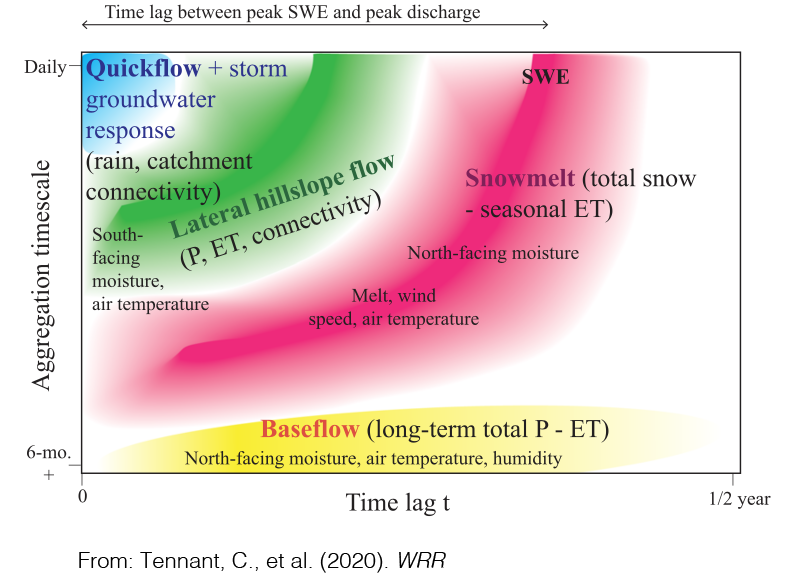 Time lag between peak SWE and peak discharge
Daily
Quickflow + storm
groundwater
response
(rain, catchment
connectivity)
SWE
Lateral hillslope flow
(P, ET, connectivity)
Snowmelt (total snow
- seasonal ET)
South-
facing
moisture,
air temperature
North-facing moisture
Melt, wind
speed, air temperature
Aggregation timescale
Baseflow (long-term total P - ET)
North-facing moisture, air temperature, humidity
6-mo.
+
0
Time lag t
1/2 year
From: Tennant, C., et al. (2020). WRR